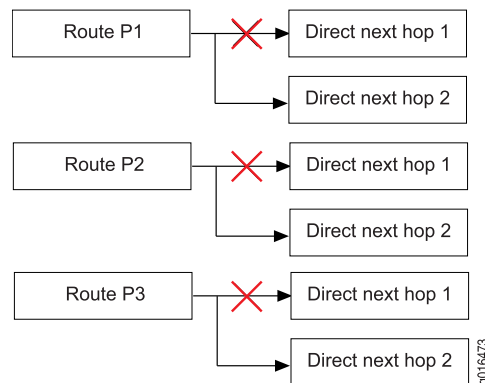 Route P1
Direct next hop 1
Direct next hop 2
Route P2
Direct next hop 1
Direct next hop 2
Route P3
Direct next hop 1
Direct next hop 2